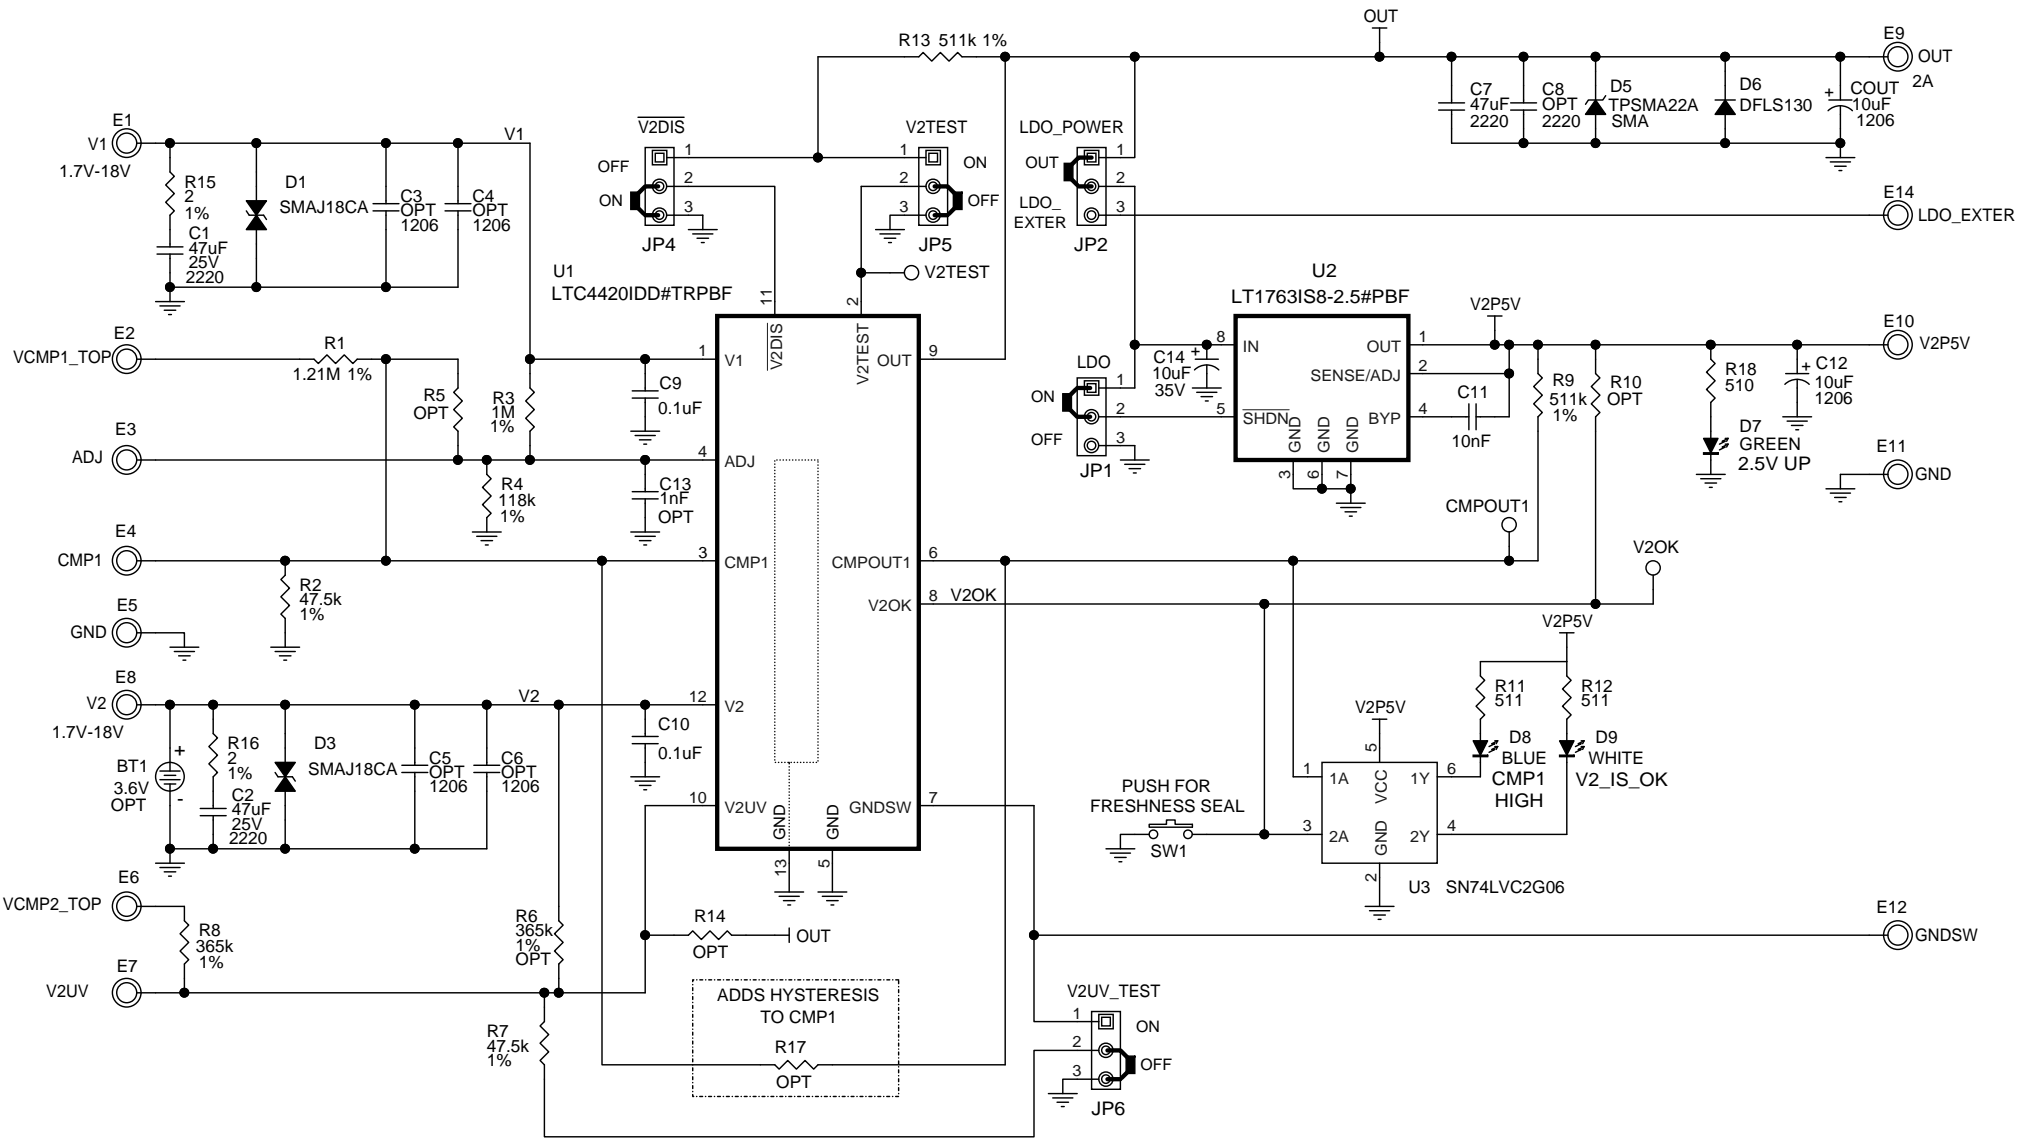 OUT
R13 511k 1%
E9
OUT
2A
C7
47uF
2220
C8
OPT
2220
D5
TPSMA22A
SMA
D6
DFLS130
+
COUT
10uF
1206
E1
V1
1.7V-18V
V1
R15
2
1%
C1
47uF
25V
2220
D1
SMAJ18CA
C3
OPT
1206
C4
OPT
1206
V2DIS
OFF
ON
1
2
3
JP4
V2TEST
1
2
3
ON
OFF
JP5
V2TEST
LDO_POWER
OUT
LDO_
EXTER
1
2
3
JP2
E14
LDO_EXTER
U1
LTC4420IDD#TRPBF
11
2
V2DIS
V2TEST
1
V1
OUT
9
4
ADJ
3
CMP1
CMPOUT1
6
V2OK
8
V2OK
12
V2
10
V2UV
GNDSW
7
GND
GND
13
5
E2
VCMP1_TOP
R1
1.21M 1%
R5
OPT
R3
1M
1%
C9
0.1uF
E3
ADJ
R4
118k
1%
C13
1nF
OPT
E4
CMP1
R2
47.5k
1%
E5
GND
U2
LT1763IS8-2.5#PBF
8
IN
OUT
1
SENSE/ADJ
2
5
SHDN
BYP
4
GND
GND
GND
3
6
7
LDO
ON
OFF
1
2
3
JP1
C14
10uF
35V
+
C11
10nF
V2P5V
R9
511k
1%
R10
OPT
R18
510
D7
GREEN
2.5V UP
+
C12
10uF
1206
E10
V2P5V
E11
GND
CMPOUT1
V2OK
E8
V2
1.7V-18V
V2
BT1
3.6V
OPT
+
-
R16
2
1%
C2
47uF
25V
2220
D3
SMAJ18CA
C5
OPT
1206
C6
OPT
1206
C10
0.1uF
V2P5V
R11
511
R12
511
D8
BLUE
CMP1
HIGH
D9
WHITE
V2_IS_OK
V2P5V
5
1
1A
VCC
1Y
6
3
2A
GND
2Y
4
2
U3 SN74LVC2G06
PUSH FOR
FRESHNESS SEAL
SW1
E6
VCMP2_TOP
R8
365k
1%
E7
V2UV
R6
365k
1%
OPT
R14
OPT
OUT
R7
47.5k
1%
ADDS HYSTERESIS
TO CMP1
R17
OPT
E12
GNDSW
V2UV_TEST
1
2
3
ON
OFF
JP6